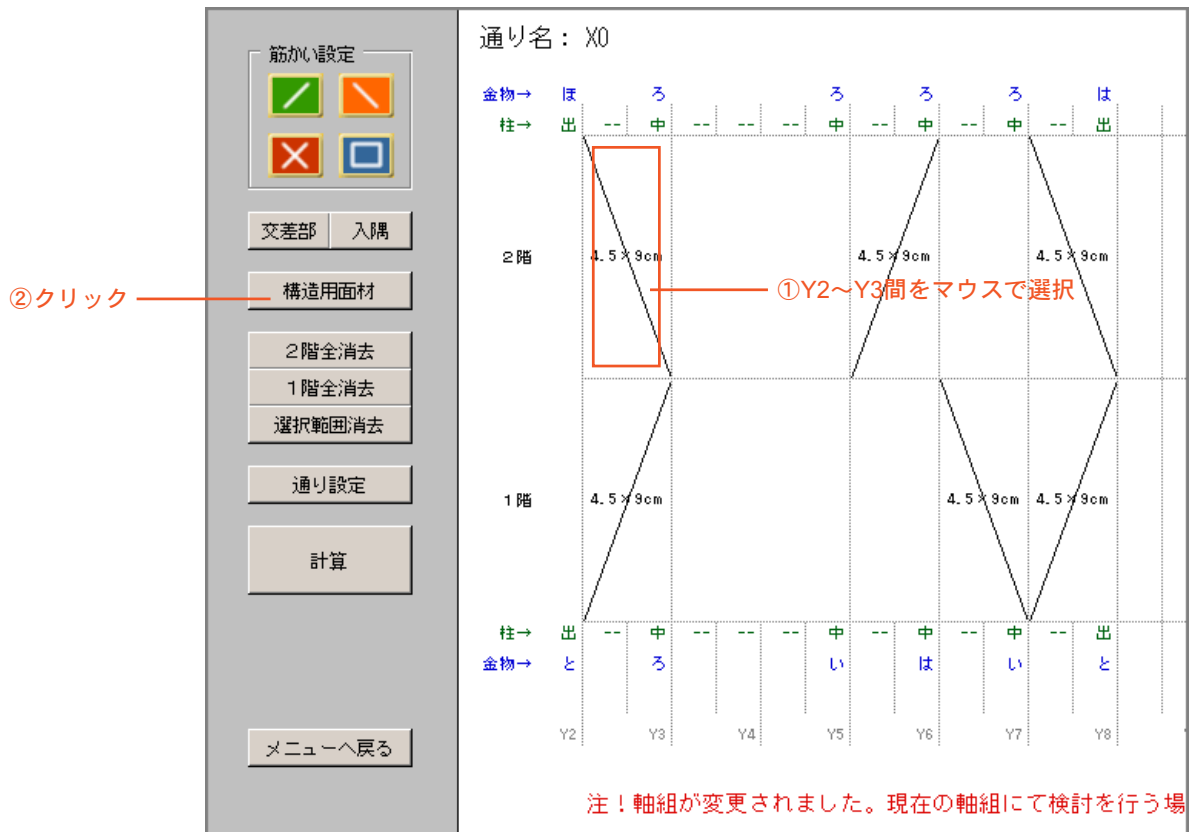 通り名： X0
筋かい設定
金物→ ほ ろ ろ ろ ろ は
柱→ 出 -- 中 -- -- -- 中 -- 中 -- 中 -- 出
交差部 入隅
２階 4.5×9cm 4.5×9cm 4.5×9cm
②クリック
構造用面材
①Y2～Y3間をマウスで選択
２階全消去
１階全消去
選択範囲消去
通り設定
１階 4.5×9cm 4.5×9cm 4.5×9cm
計算
柱→ 出 -- 中 -- -- -- 中 -- 中 -- 中 -- 出
金物→ と ろ い は い と
Y2 Y3 Y4 Y5 Y6 Y7 Y8
メニューへ戻る
注！軸組が変更されました。現在の軸組にて検討を行う場